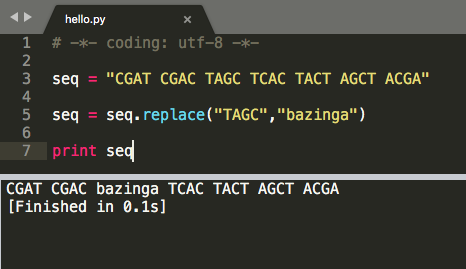 hello.py
1 # -*- coding: utf-8 -*-
2
3 seq = "CGAT CGAC TAGC TCAC TACT AGCT ACGA"
4
5 seq = seq.replace("TAGC","bazinga")
6
7 print seq
CGAT CGAC bazinga TCAC TACT AGCT ACGA
[Finished in 0.1s]